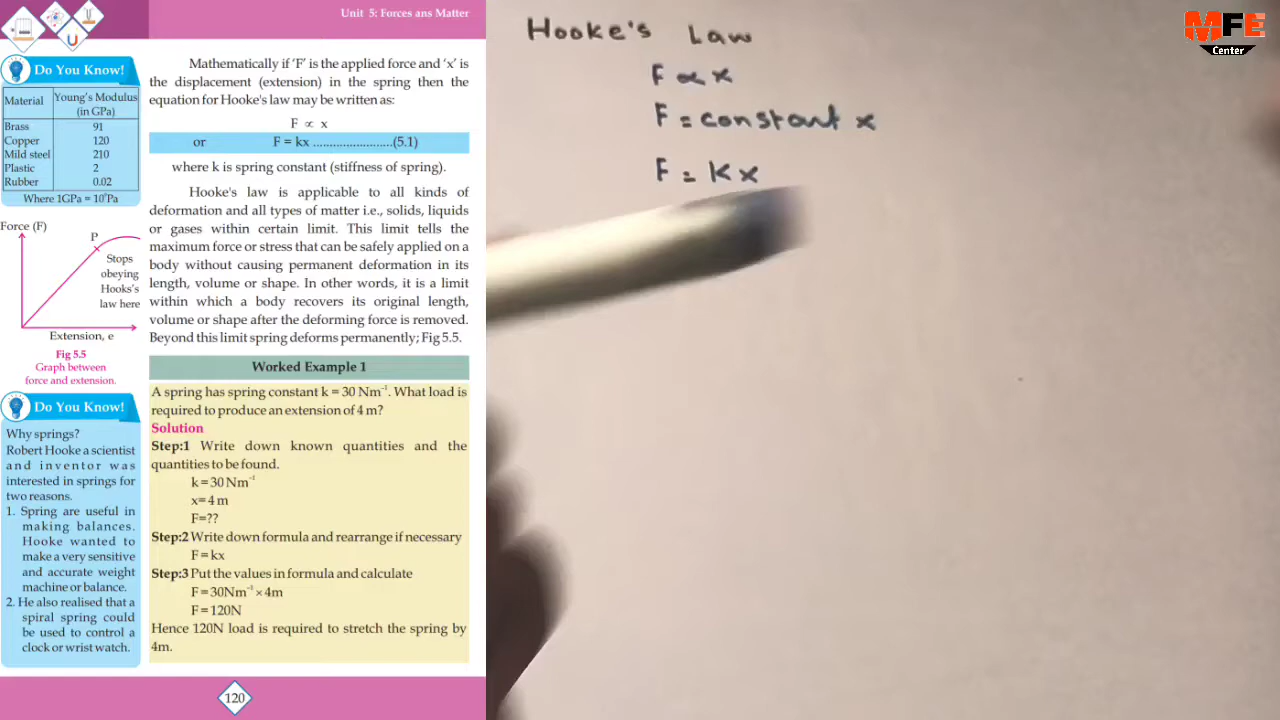 Unit 5: Forces ans Matter
Do You Know!
Material Young's Modulus (in GPa)
Brass 91
Copper 120
Mild steel 210
Plastic 2
Rubber 0.02
Where 1GPa = 10⁹Pa
Force (F)
P
Stops
obeying
Hooks's
law here
Extension, e
Fig 5.5
Graph between
force and extension.
Do You Know!
Why springs?
Robert Hooke a scientist
and inventor was
interested in springs for
two reasons.
1. Spring are useful in
making balances.
Hooke wanted to
make a very sensitive
and accurate weight
machine or balance.
2. He also realised that a
spiral spring could
be used to control a
clock or wrist watch.
Mathematically if 'F' is the applied force and 'x' is
the displacement (extension) in the spring then the
equation for Hooke's law may be written as:
F ∝ x
or F = kx ........................(5.1)
where k is spring constant (stiffness of spring).
Hooke's law is applicable to all kinds of
deformation and all types of matter i.e., solids, liquids
or gases within certain limit. This limit tells the
maximum force or stress that can be safely applied on a
body without causing permanent deformation in its
length, volume or shape. In other words, it is a limit
within which a body recovers its original length,
volume or shape after the deforming force is removed.
Beyond this limit spring deforms permanently; Fig 5.5.
Worked Example 1
A spring has spring constant k = 30 Nm⁻¹. What load is
required to produce an extension of 4 m?
Solution
Step:1 Write down known quantities and the
quantities to be found.
k = 30 Nm⁻¹
x= 4 m
F=??
Step:2 Write down formula and rearrange if necessary
F = kx
Step:3 Put the values in formula and calculate
F = 30Nm⁻¹ × 4m
F = 120N
Hence 120N load is required to stretch the spring by
4m.
120
Hooke's Law
F ∝ x
F = constant x
F = Kx
MFE
Center